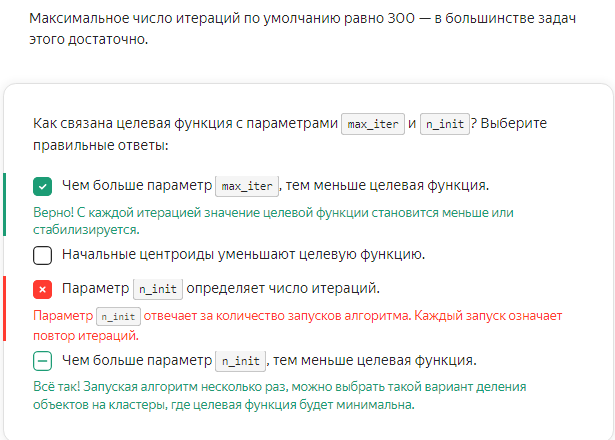 Максимальное число итераций по умолчанию равно 300 — в большинстве задач
этого достаточно.
Как связана целевая функция с параметрами max_iter и n_init? Выберите
правильные ответы:
Чем больше параметр max_iter, тем меньше целевая функция.
Верно! С каждой итерацией значение целевой функции становится меньше или
стабилизируется.
Начальные центроиды уменьшают целевую функцию.
Параметр n_init определяет число итераций.
Параметр n_init отвечает за количество запусков алгоритма. Каждый запуск означает
повтор итераций.
Чем больше параметр n_init, тем меньше целевая функция.
Всё так! Запуская алгоритм несколько раз, можно выбрать такой вариант деления
объектов на кластеры, где целевая функция будет минимальна.